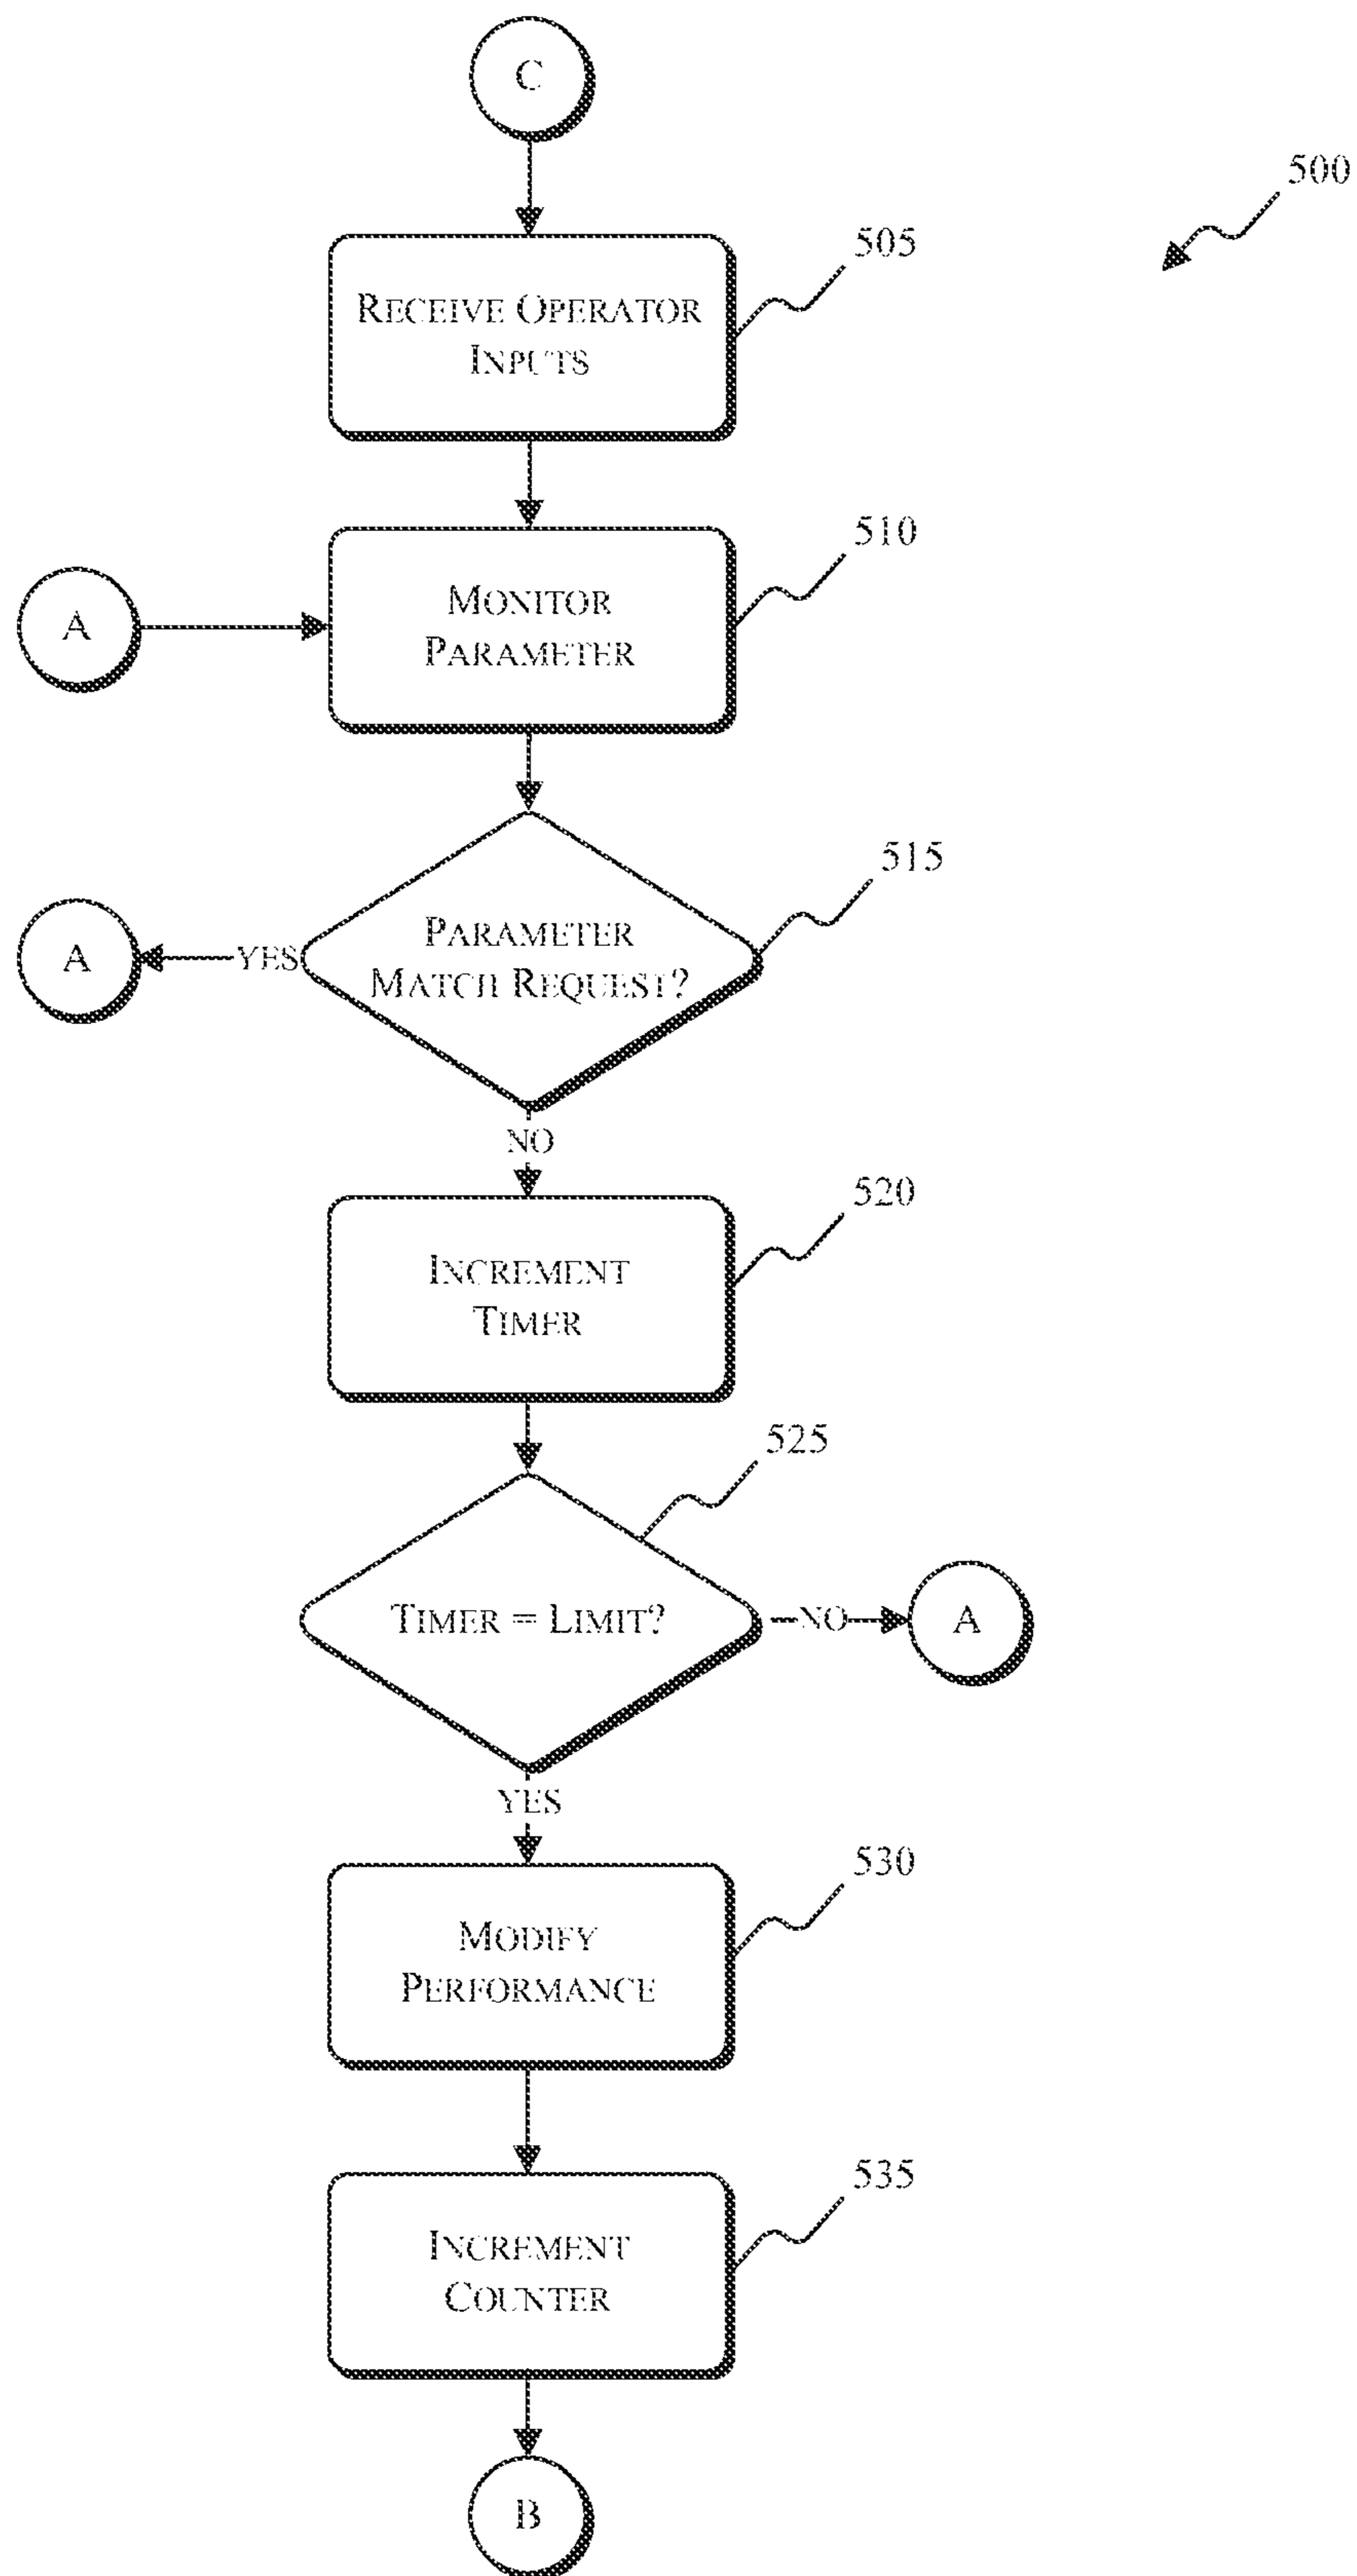 C
500
505
RECEIVE OPERATOR
INPUTS
510
A
MONITOR
PARAMETER
515
PARAMETER
MATCH REQUEST?
YES
A
NO
520
INCREMENT
TIMER
525
TIMER = LIMIT?
NO
A
YES
530
MODIFY
PERFORMANCE
535
INCREMENT
COUNTER
B